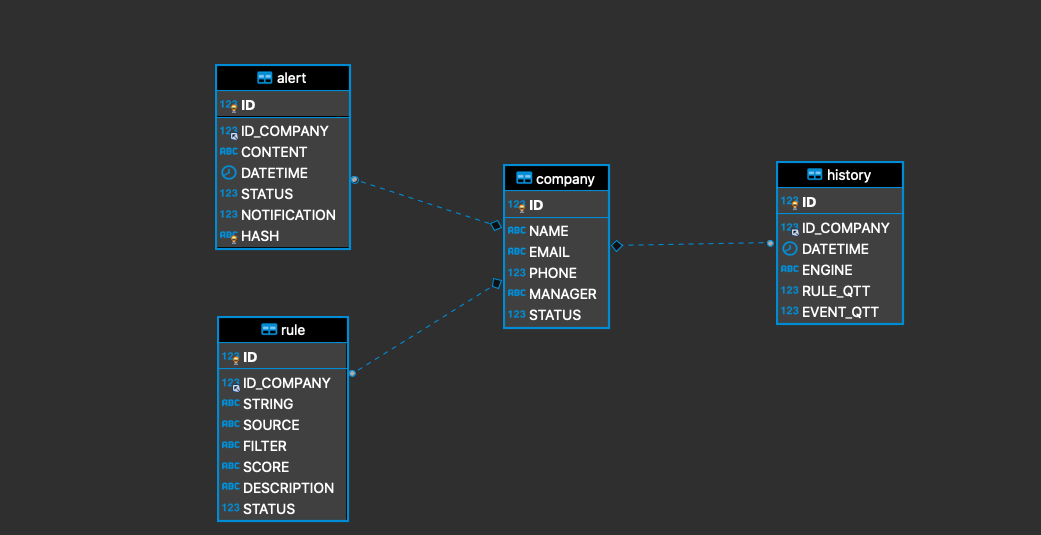 alert
123 ID
123 ID_COMPANY
ABC CONTENT
DATETIME
123 STATUS
123 NOTIFICATION
ABC HASH
company
123 ID
ABC NAME
ABC EMAIL
123 PHONE
ABC MANAGER
123 STATUS
history
123 ID
123 ID_COMPANY
DATETIME
ABC ENGINE
123 RULE_QTT
123 EVENT_QTT
rule
123 ID
123 ID_COMPANY
ABC STRING
ABC SOURCE
ABC FILTER
ABC SCORE
ABC DESCRIPTION
123 STATUS